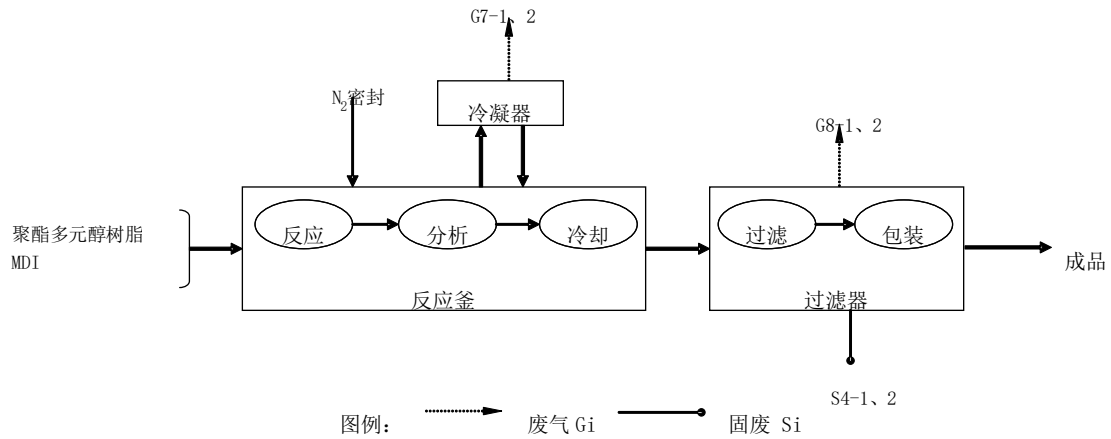 G7-1、2
N2密封
冷凝器
G8-1、2
聚酯多元醇树脂
MDI
反应
分析
冷却
反应釜
过滤
包装
过滤器
成品
S4-1、2
图例：
废气 Gi
固废 Si